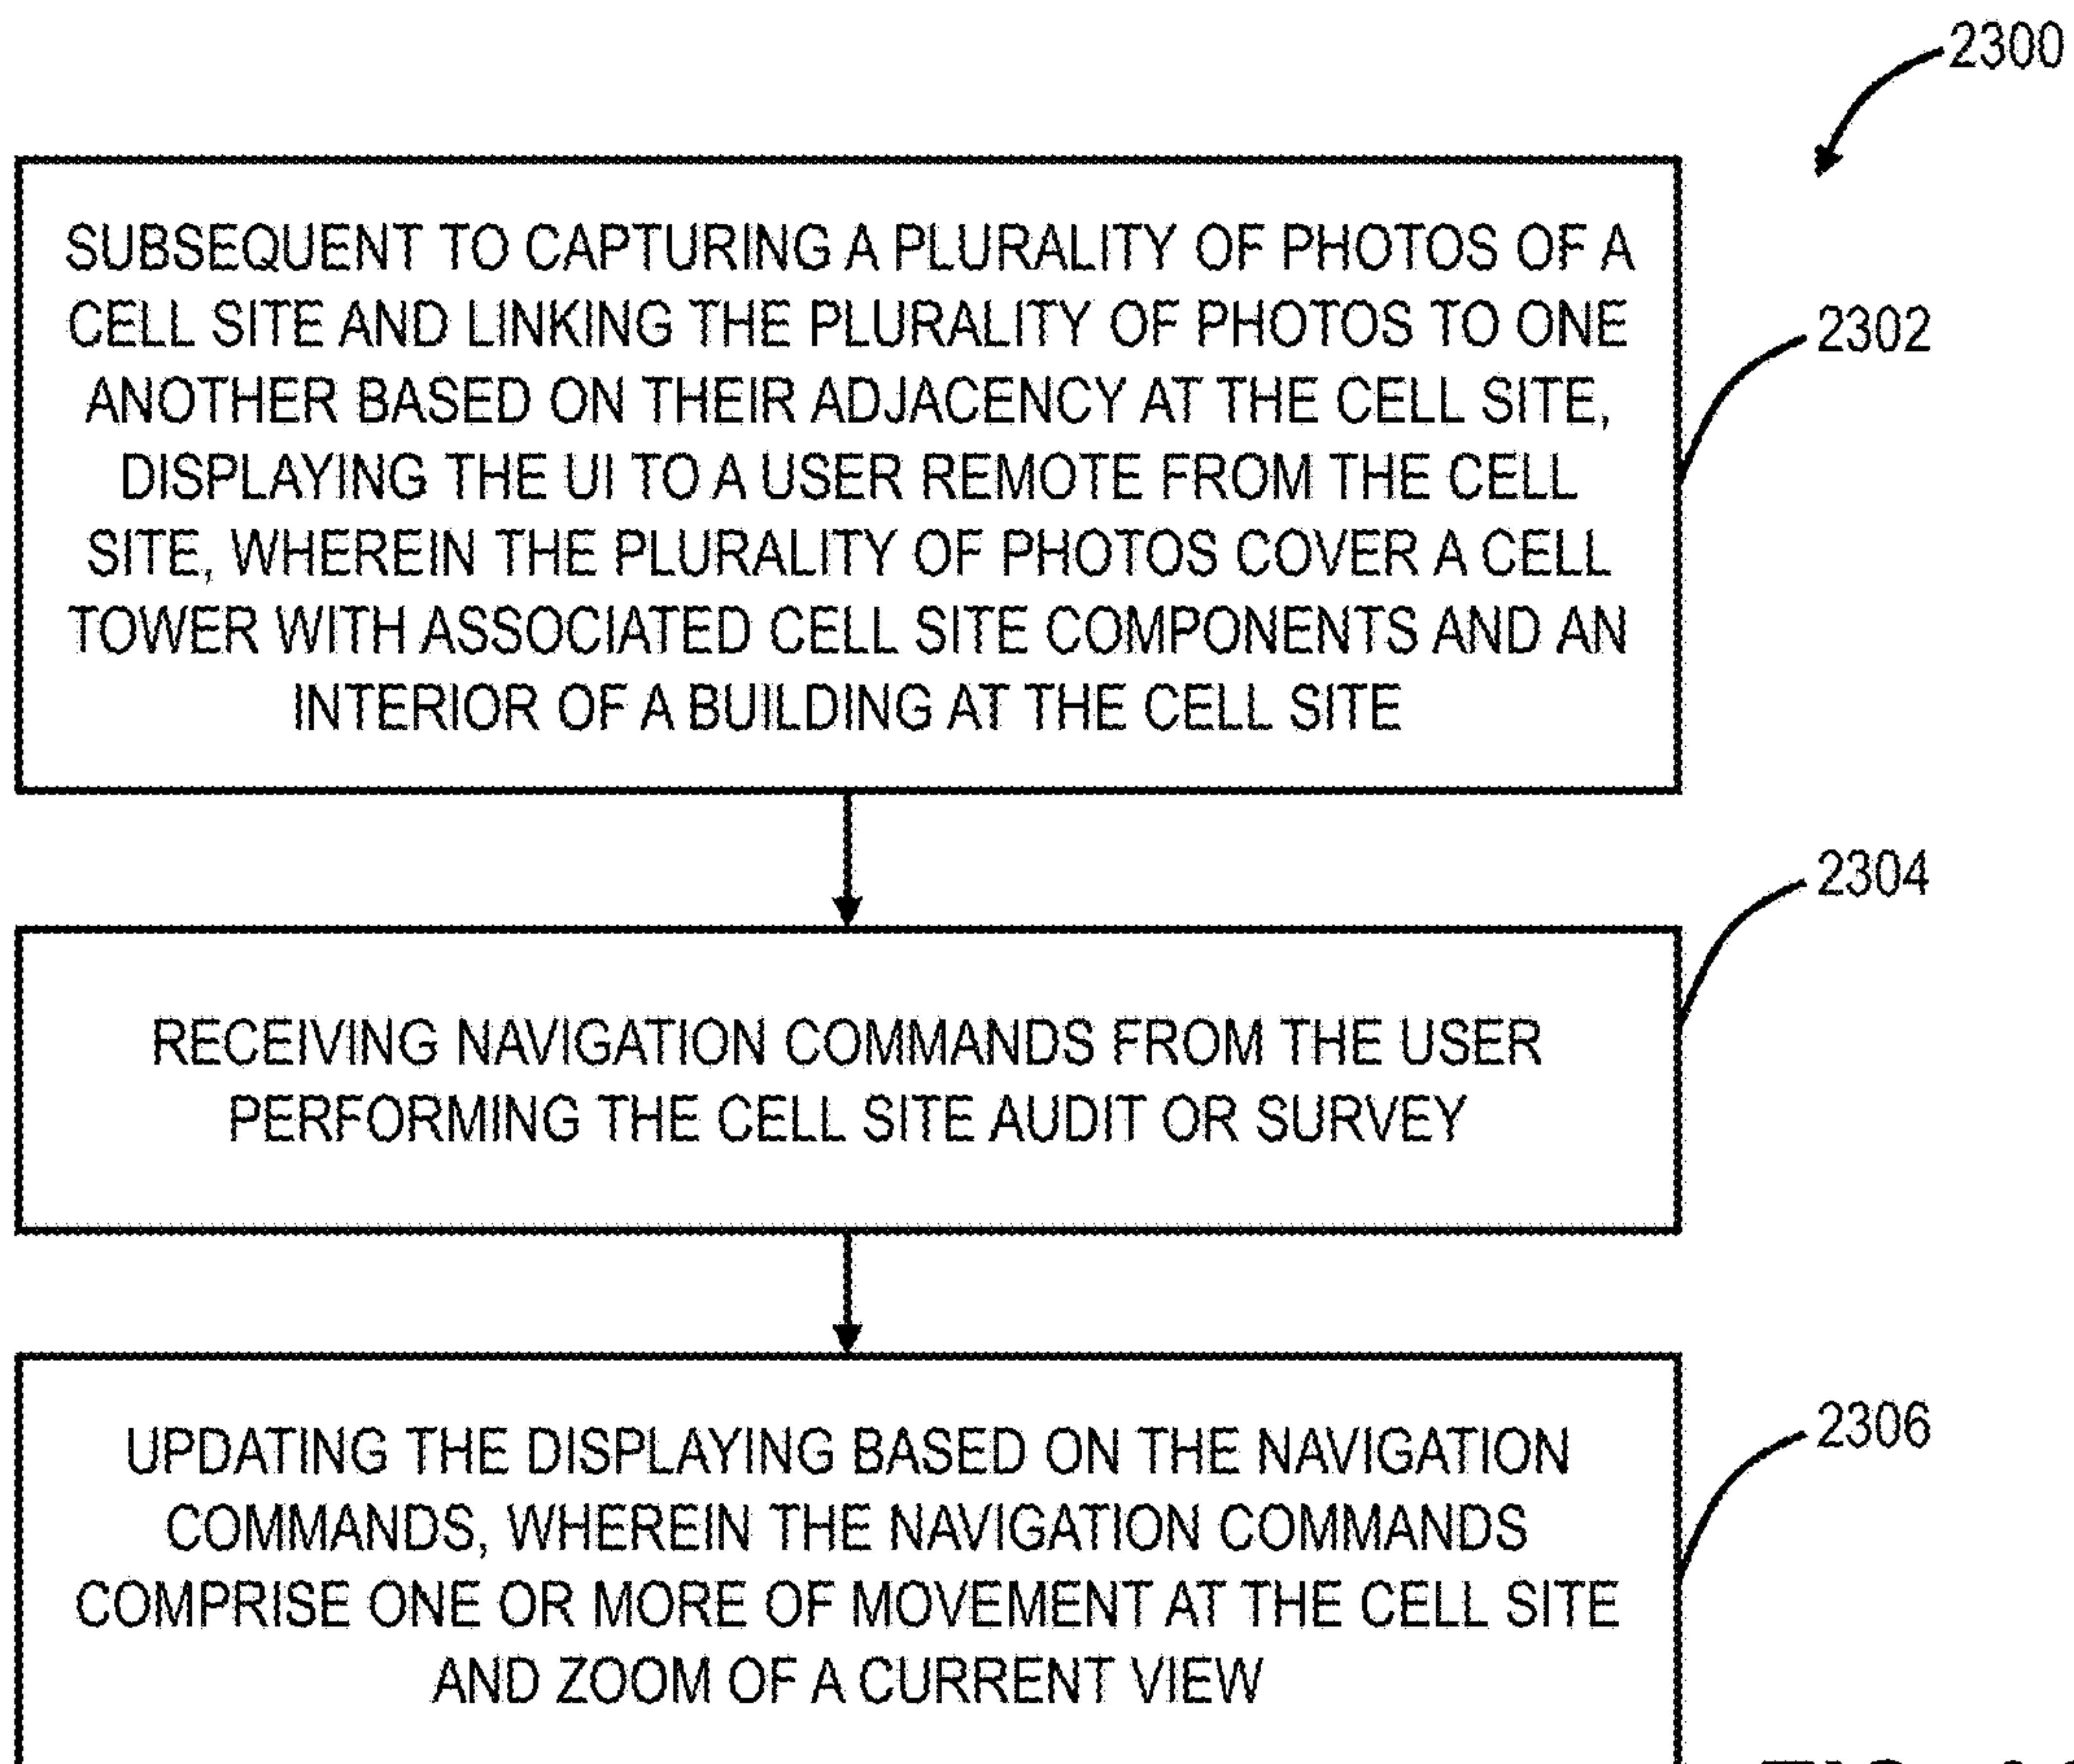 2300
SUBSEQUENT TO CAPTURING A PLURALITY OF PHOTOS OF A
CELL SITE AND LINKING THE PLURALITY OF PHOTOS TO ONE
ANOTHER BASED ON THEIR ADJACENCY AT THE CELL SITE,
DISPLAYING THE UI TO A USER REMOTE FROM THE CELL
SITE, WHEREIN THE PLURALITY OF PHOTOS COVER A CELL
TOWER WITH ASSOCIATED CELL SITE COMPONENTS AND AN
INTERIOR OF A BUILDING AT THE CELL SITE
2302
RECEIVING NAVIGATION COMMANDS FROM THE USER
PERFORMING THE CELL SITE AUDIT OR SURVEY
2304
UPDATING THE DISPLAYING BASED ON THE NAVIGATION
COMMANDS, WHEREIN THE NAVIGATION COMMANDS
COMPRISE ONE OR MORE OF MOVEMENT AT THE CELL SITE
AND ZOOM OF A CURRENT VIEW
2306